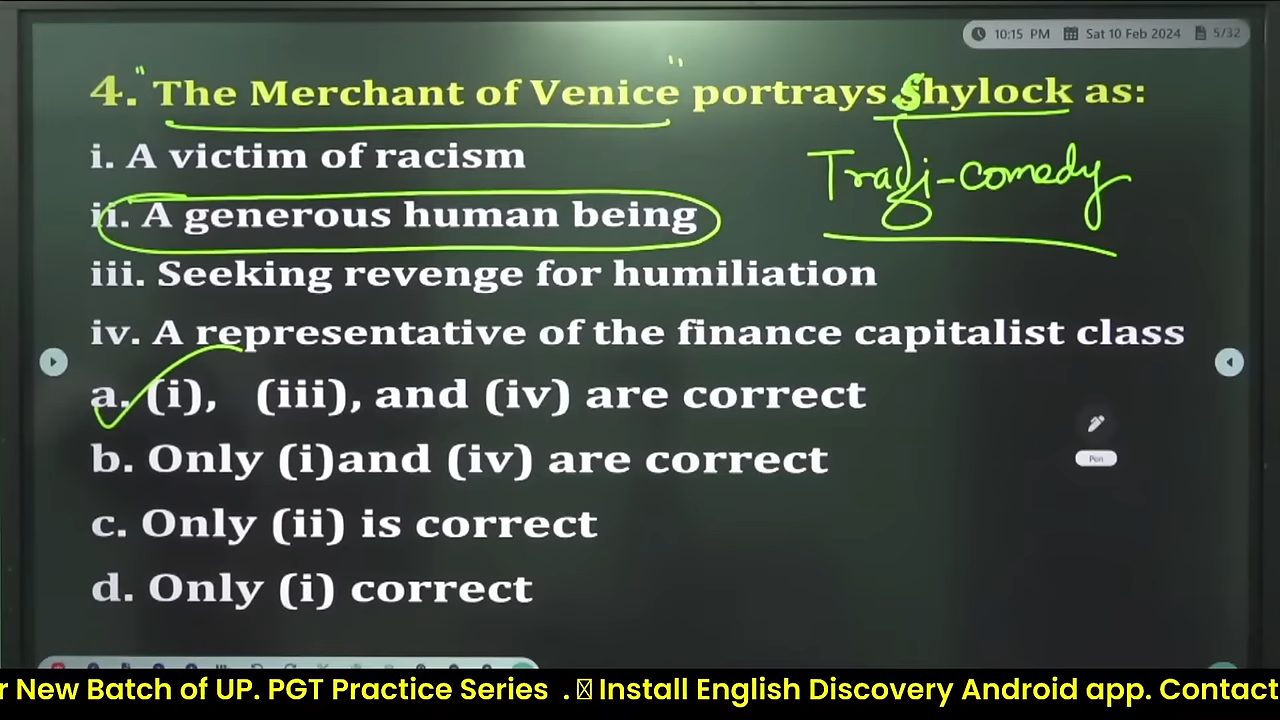 10:15 PM Sat 10 Feb 2024 5/32
4. "The Merchant of Venice" portrays Shylock as:
i. A victim of racism
Tragi-comedy
ii. A generous human being
iii. Seeking revenge for humiliation
iv. A representative of the finance capitalist class
a. (i), (iii), and (iv) are correct
b. Only (i)and (iv) are correct
Pen
c. Only (ii) is correct
d. Only (i) correct
r New Batch of UP. PGT Practice Series . Install English Discovery Android app. Contact